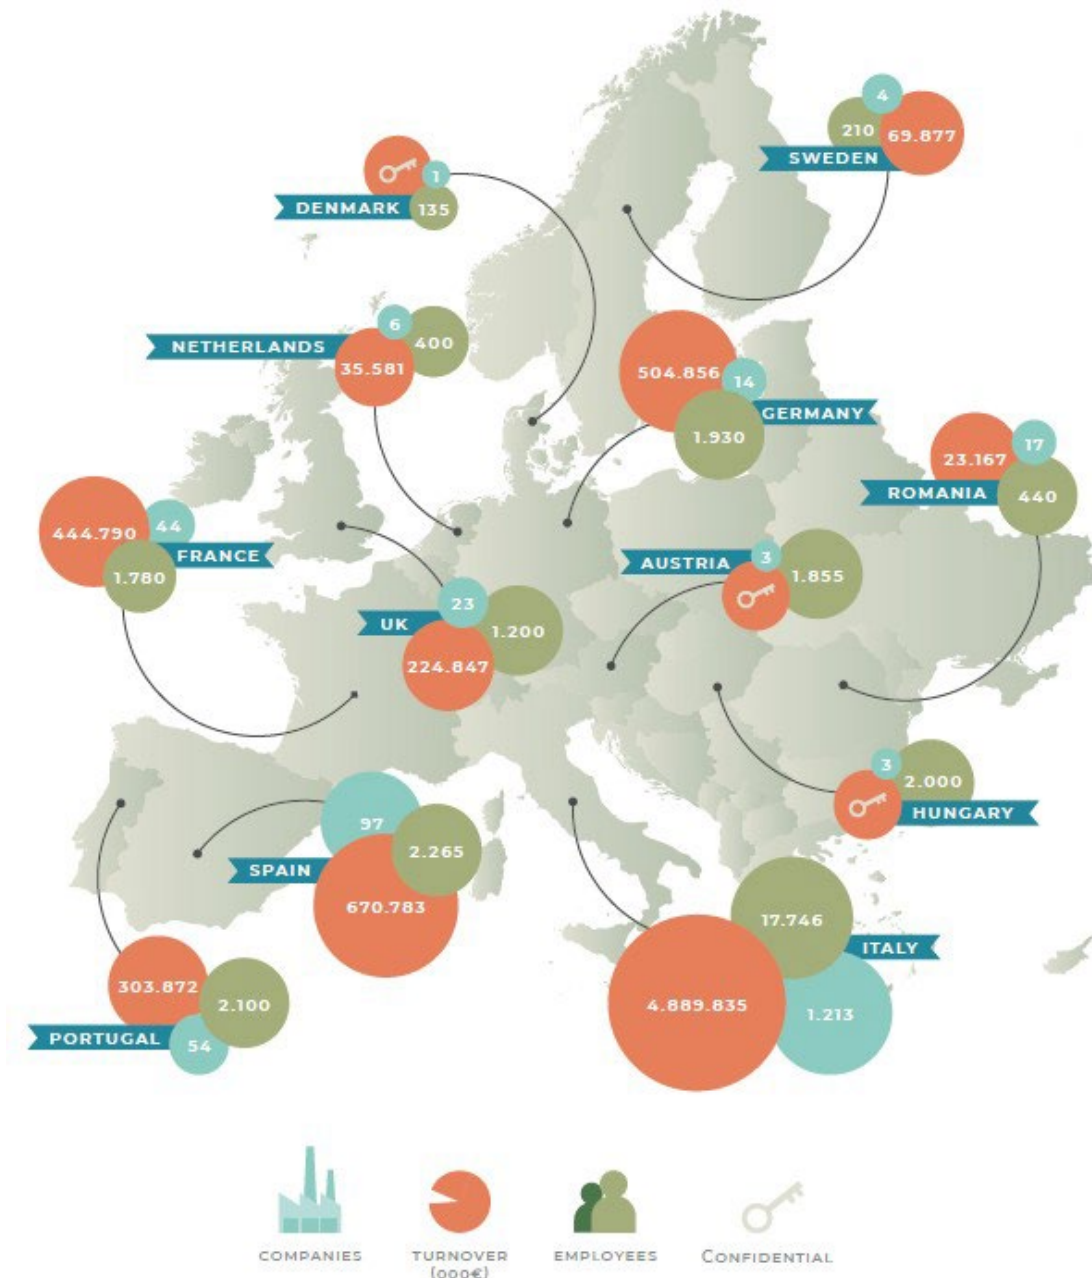 4
210
69.877
SWEDEN
1
DENMARK
135
6
400
NETHERLANDS
35.581
504.856
14
GERMANY
1.930
17
23.167
ROMANIA
440
444.790
44
FRANCE
1.780
3
AUSTRIA
1.855
23
UK
1.200
224.847
3
2.000
HUNGARY
97
2.265
SPAIN
670.783
17.746
ITALY
4.889.835
1.213
303.872
2.100
PORTUGAL
54
COMPANIES
TURNOVER
(000€)
EMPLOYEES
CONFIDENTIAL